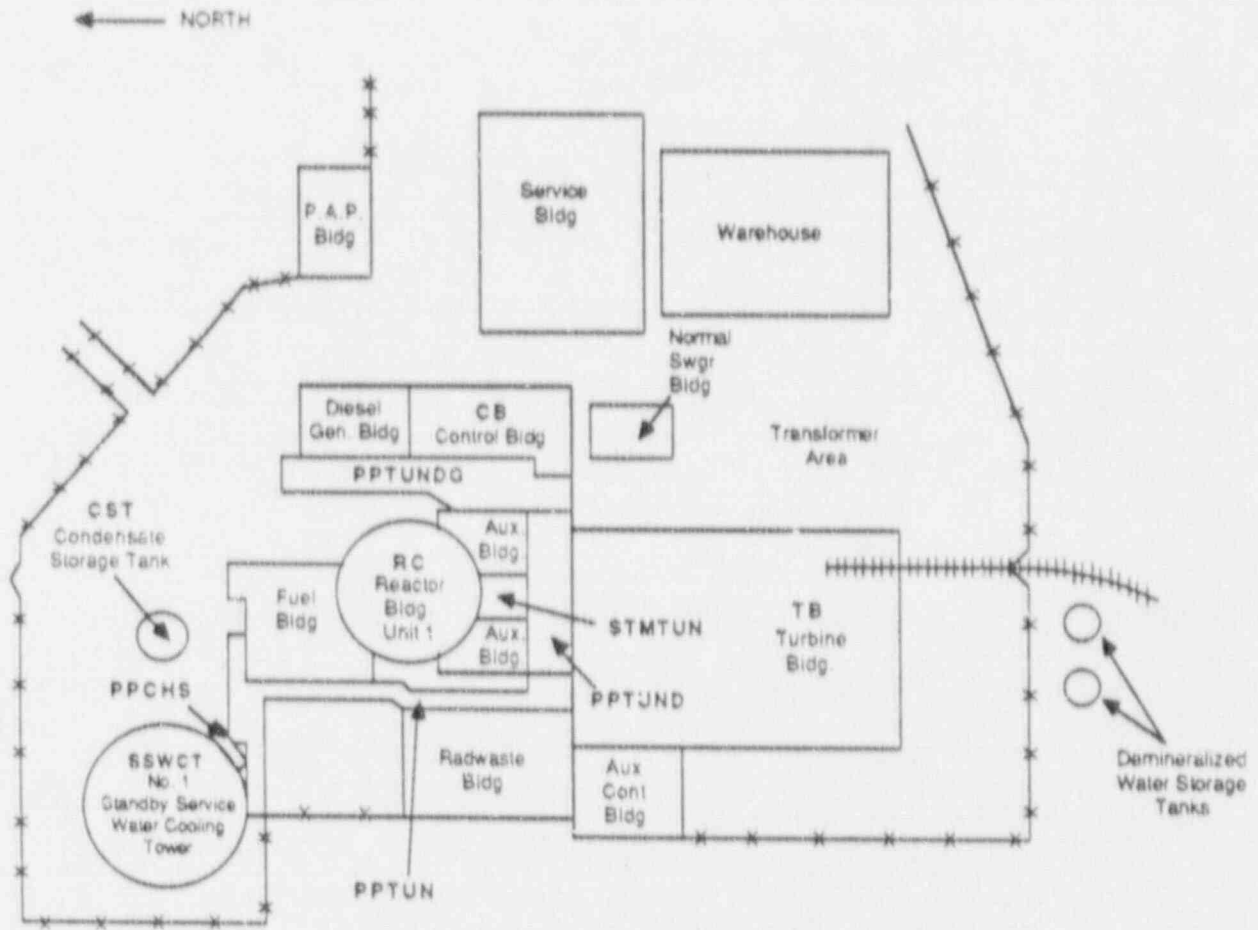 NORTH
P.A.P.
Bldg
Service
Bldg
Warehouse
Normal
Swgr
Bldg
Diesel
Gen. Bldg
CB
Control Bldg
Transformer
Area
PPTUNDG
CST
Condensate
Storage Tank
Aux.
Bldg.
RC
Reactor
Bldg
Unit 1
Fuel
Bldg
STMTUN
TB
Turbine
Bldg.
Aux.
Bldg.
PPCHS
PPTUND
SSWCT
No. 1
Standby Service
Water Cooling
Tower
Radwaste
Bldg
Aux
Cont
Bldg
Demineralized
Water Storage
Tanks
PPTUN